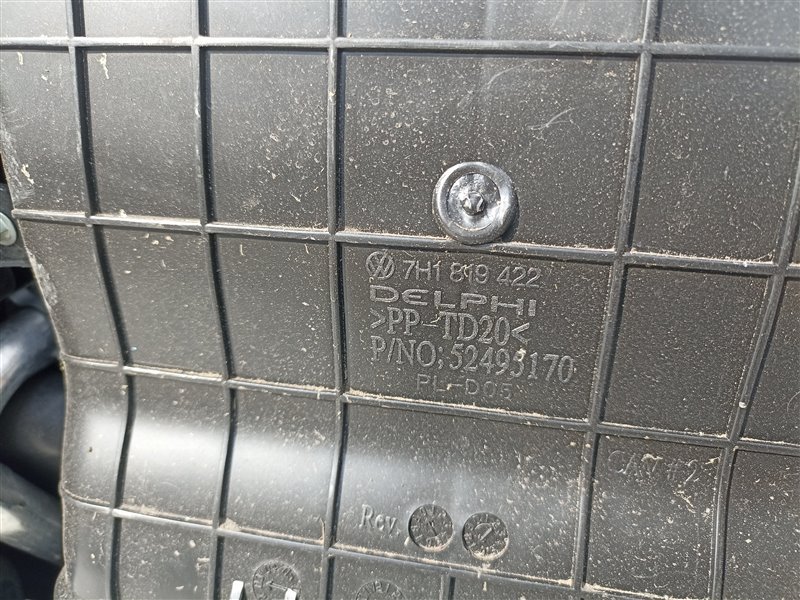 7H1 819 422
DELPHI
>PP-TD20<
P/NO;52495170
PL-D05
CAV #2
Rev.